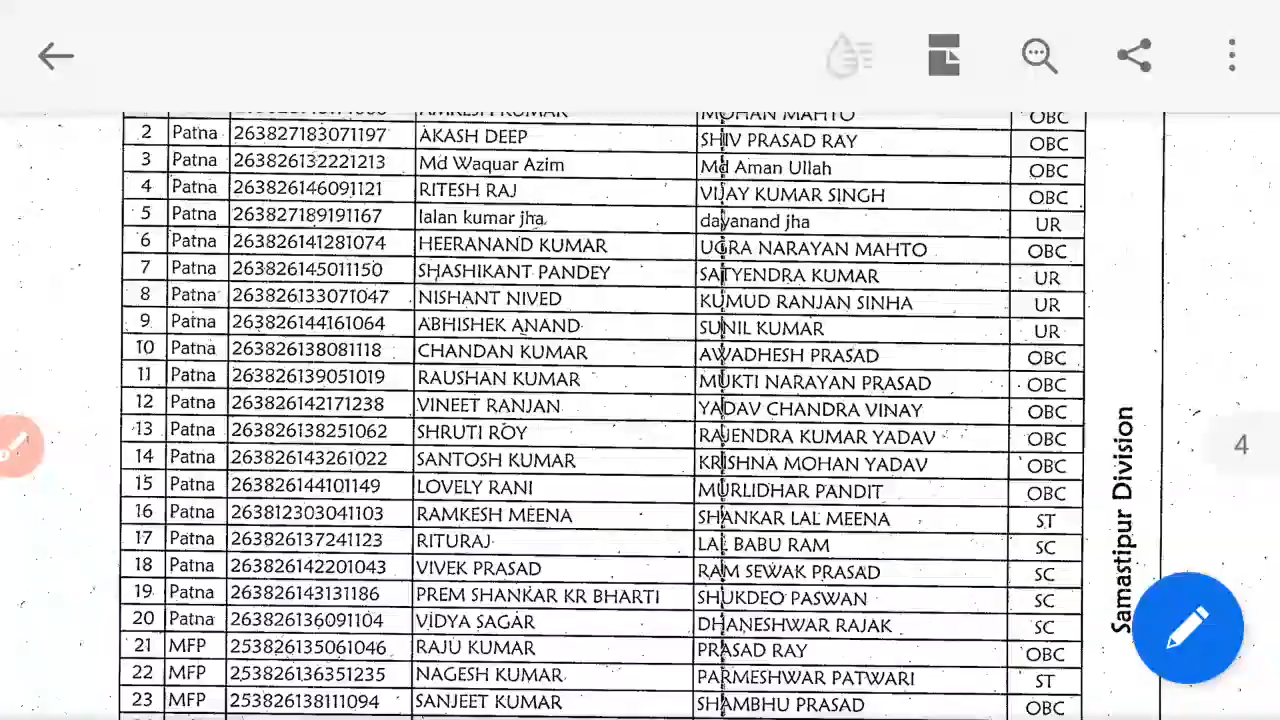 MOHAN MAHTO OBC
2 Patna 263827183071197 AKASH DEEP SHIV PRASAD RAY OBC
3 Patna 263826132221213 Md Waquar Azim Md Aman Ullah OBC
4 Patna 263826146091121 RITESH RAJ VIJAY KUMAR SINGH OBC
5 Patna 263827189191167 lalan kumar jha dayanand jha UR
6 Patna 263826141281074 HEERANAND KUMAR UGRA NARAYAN MAHTO OBC
7 Patna 263826145011150 SHASHIKANT PANDEY SATYENDRA KUMAR UR
8 Patna 263826133071047 NISHANT NIVED KUMUD RANJAN SINHA UR
9 Patna 263826144161064 ABHISHEK ANAND SUNIL KUMAR UR
10 Patna 263826138081118 CHANDAN KUMAR AWADHESH PRASAD OBC
11 Patna 263826139051019 RAUSHAN KUMAR MUKTI NARAYAN PRASAD OBC
12 Patna 263826142171238 VINEET RANJAN YADAV CHANDRA VINAY OBC
13 Patna 263826138251062 SHRUTI ROY RAJENDRA KUMAR YADAV OBC
14 Patna 263826143261022 SANTOSH KUMAR KRISHNA MOHAN YADAV OBC
15 Patna 263826144101149 LOVELY RANI MURLIDHAR PANDIT OBC
16 Patna 263812303041103 RAMKESH MEENA SHANKAR LAL MEENA ST
17 Patna 263826137241123 RITURAJ LAL BABU RAM SC
18 Patna 263826142201043 VIVEK PRASAD RAM SEWAK PRASAD SC
19 Patna 263826143131186 PREM SHANKAR KR BHARTI SHUKDEO PASWAN SC
20 Patna 263826136091104 VIDYA SAGAR DHANESHWAR RAJAK SC
21 MFP 253826135061046 RAJU KUMAR PRASAD RAY OBC
22 MFP 253826136351235 NAGESH KUMAR PARMESHWAR PATWARI ST
23 MFP 253826138111094 SANJEET KUMAR SHAMBHU PRASAD OBC
Samastipur Division
4